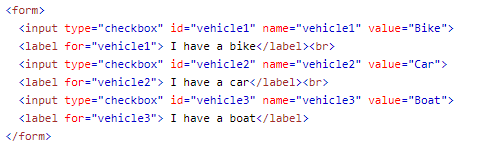 <form>
  <input type="checkbox" id="vehicle1" name="vehicle1" value="Bike">
  <label for="vehicle1"> I have a bike</label><br>
  <input type="checkbox" id="vehicle2" name="vehicle2" value="Car">
  <label for="vehicle2"> I have a car</label><br>
  <input type="checkbox" id="vehicle3" name="vehicle3" value="Boat">
  <label for="vehicle3"> I have a boat</label>
</form>